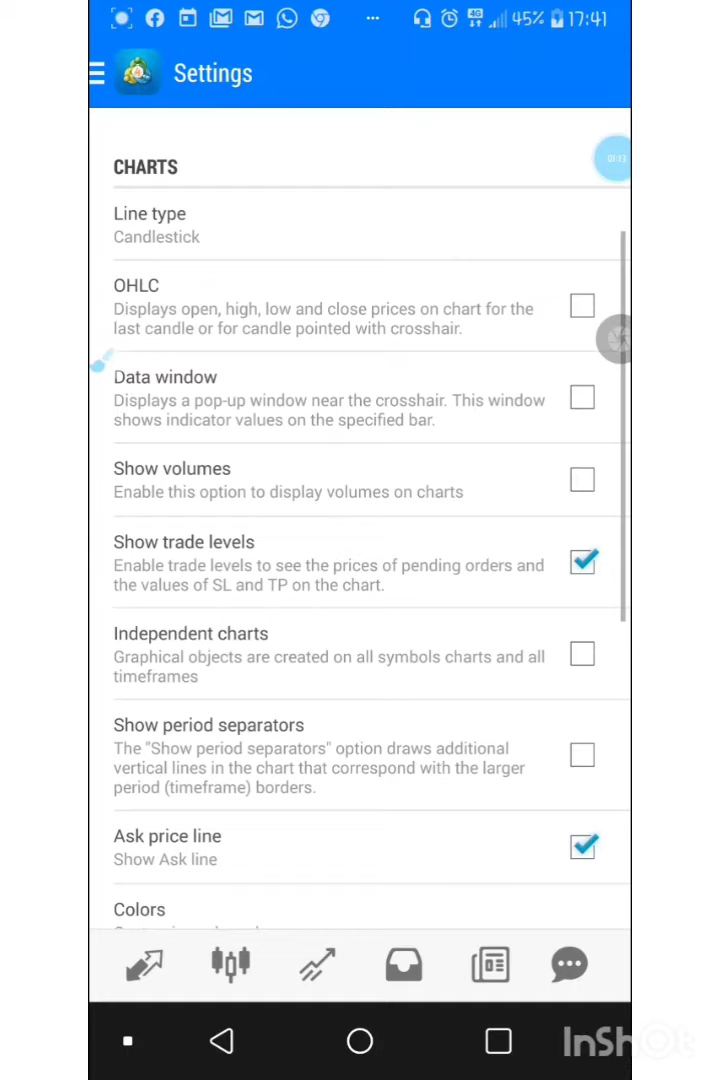 4G 45% 17:41
Settings
01:13
CHARTS
Line type
Candlestick
OHLC
Displays open, high, low and close prices on chart for the
last candle or for candle pointed with crosshair.
Data window
Displays a pop-up window near the crosshair. This window
shows indicator values on the specified bar.
Show volumes
Enable this option to display volumes on charts
Show trade levels
Enable trade levels to see the prices of pending orders and
the values of SL and TP on the chart.
Independent charts
Graphical objects are created on all symbols charts and all
timeframes
Show period separators
The "Show period separators" option draws additional
vertical lines in the chart that correspond with the larger
period (timeframe) borders.
Ask price line
Show Ask line
Colors
InShot